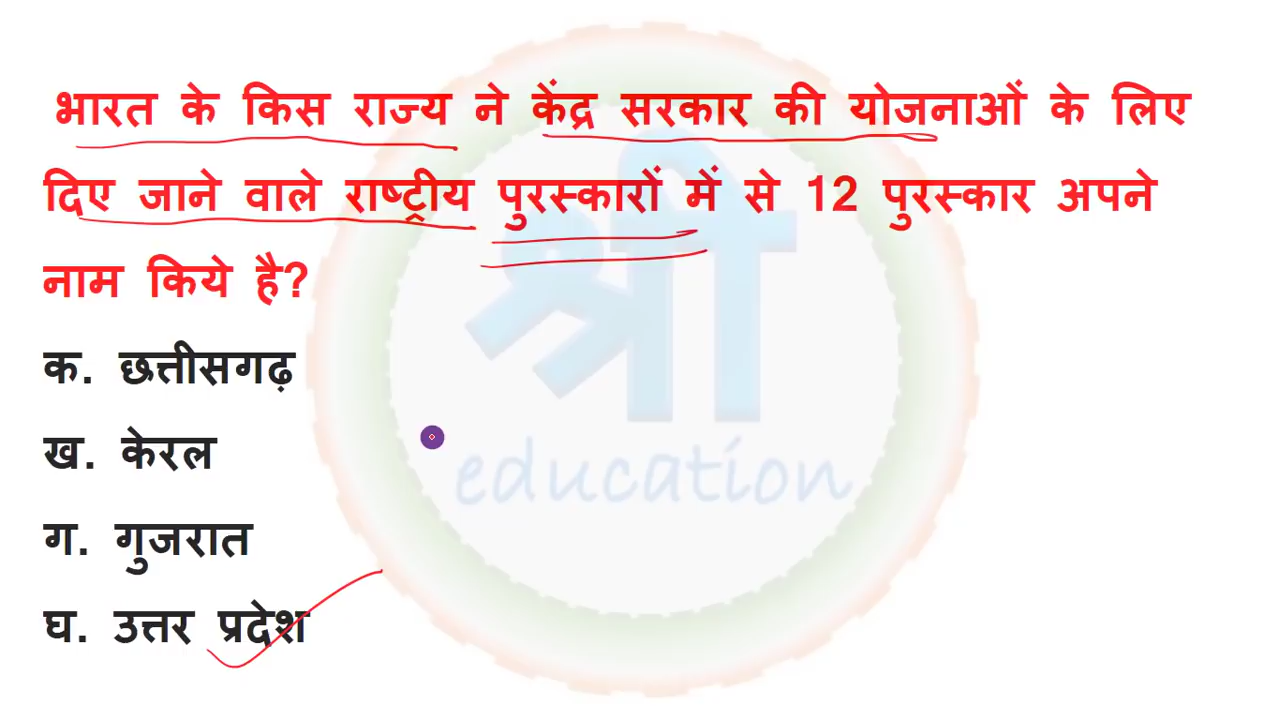 भारत के किस राज्य ने केंद्र सरकार की योजनाओं के लिए
दिए जाने वाले राष्ट्रीय पुरस्कारों में से 12 पुरस्कार अपने
नाम किये है?
क. छत्तीसगढ़
ख. केरल
ग. गुजरात
घ. उत्तर प्रदेश
श्री
education